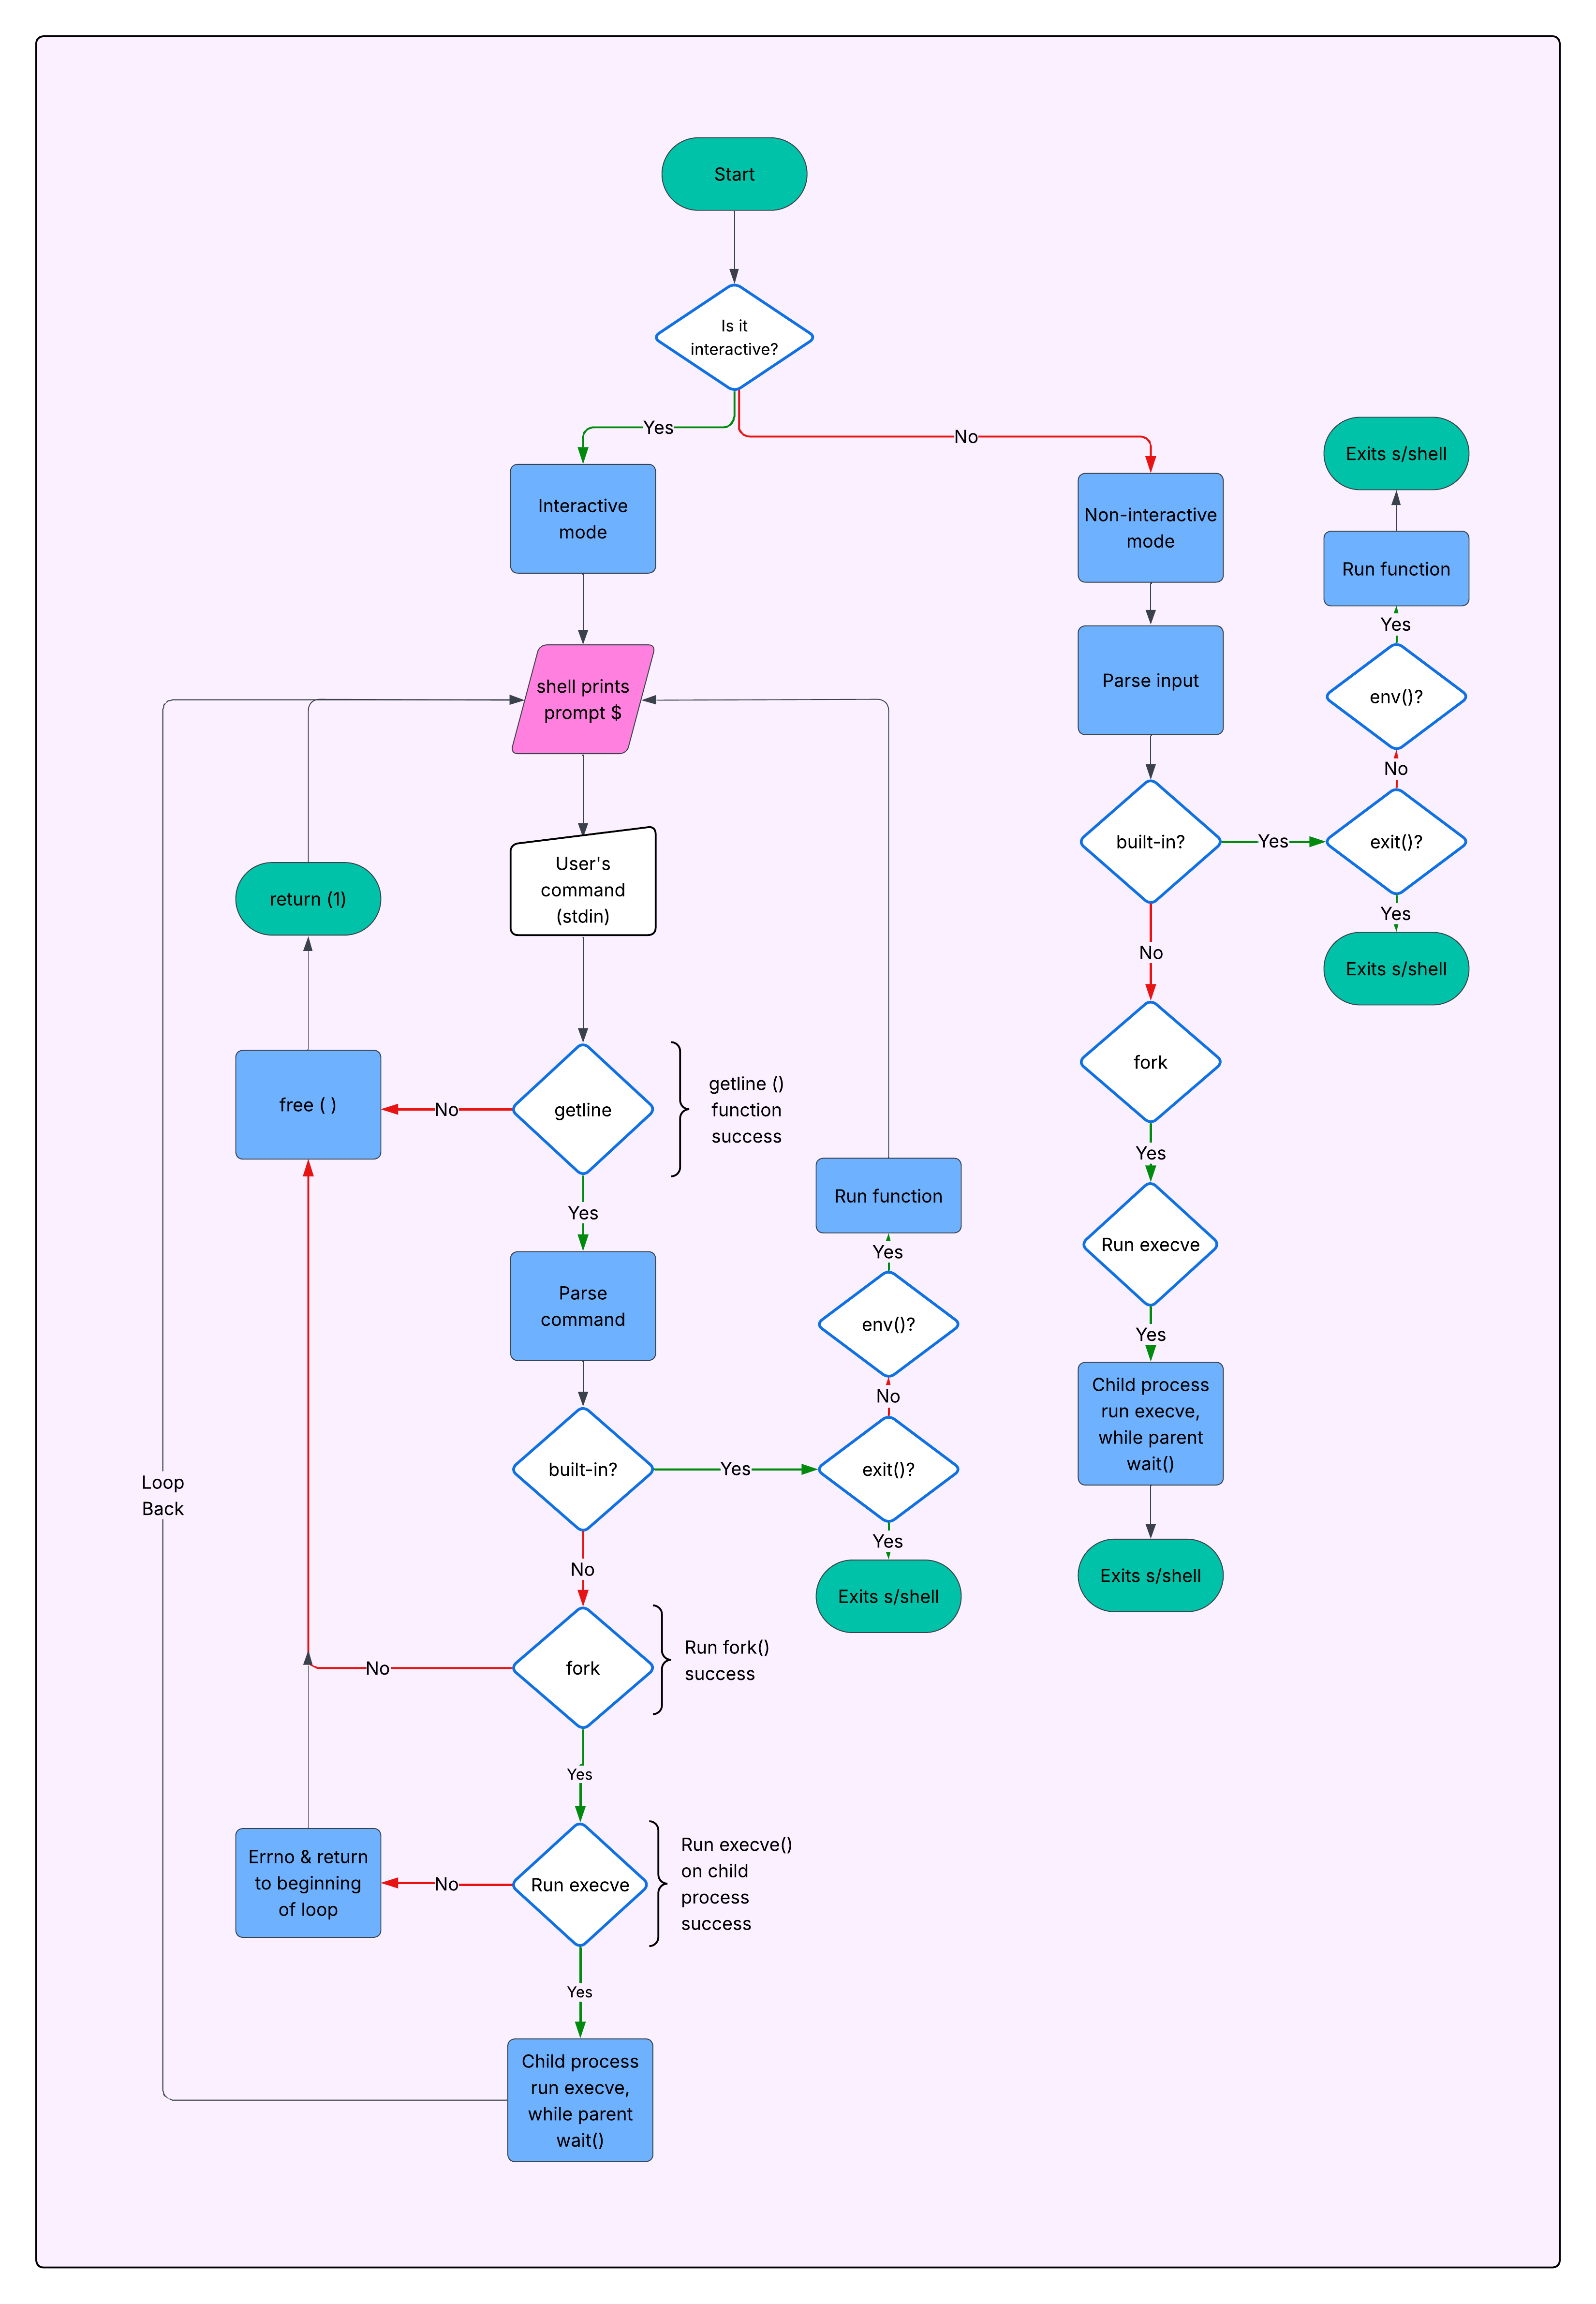 Start
Is it
interactive?
Yes
No
Interactive
mode
shell prints
prompt $
User's
command
(stdin)
return (1)
getline
getline ()
function
success
No
free ( )
Yes
Parse
command
built-in?
Yes
exit()?
No
env()?
Yes
Run function
Yes
Exits s/shell
No
fork
Run fork()
success
No
Yes
Run execve
Run execve()
on child
process
success
No
Errno & return
to beginning
of loop
Yes
Child process
run execve,
while parent
wait()
Loop
Back
Non-interactive
mode
Parse input
built-in?
Yes
exit()?
No
env()?
Yes
Run function
Exits s/shell
Yes
Exits s/shell
No
fork
Yes
Run execve
Yes
Child process
run execve,
while parent
wait()
Exits s/shell